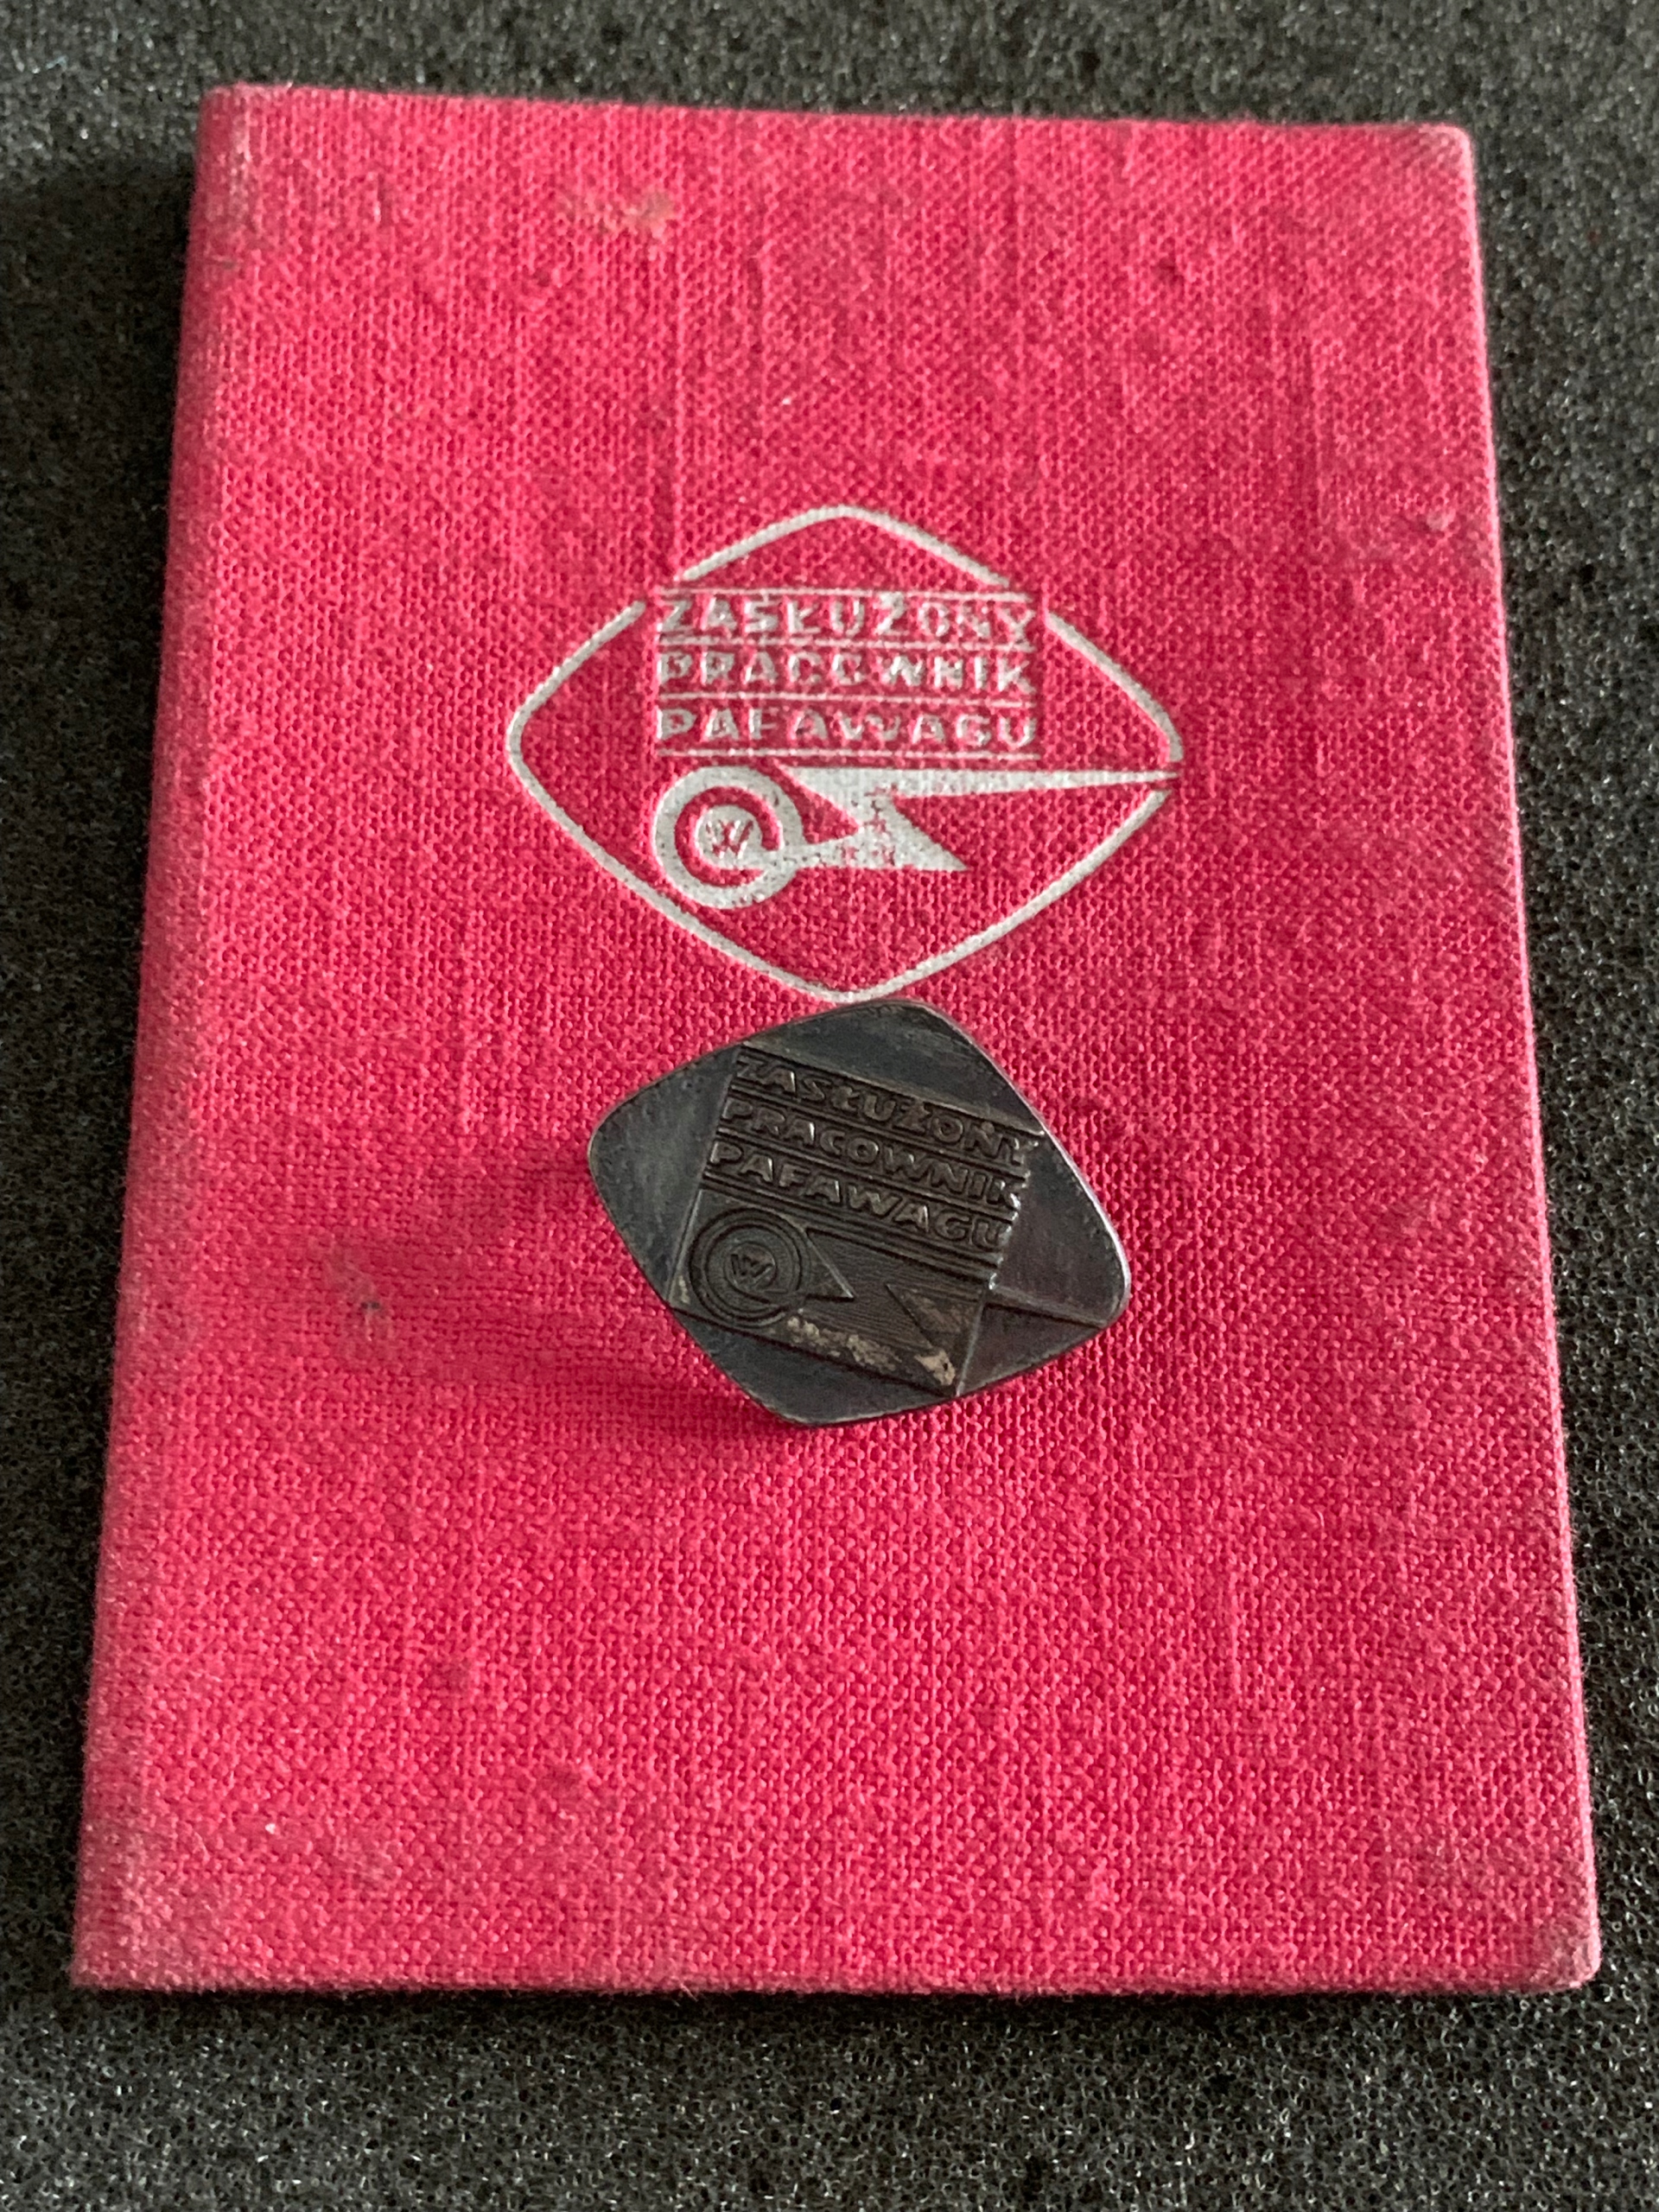 ZASŁUŻONY
PRACOWNIK
PAFAWAGU
W
ZASŁUŻONY
PRACOWNIK
PAFAWAGU
W